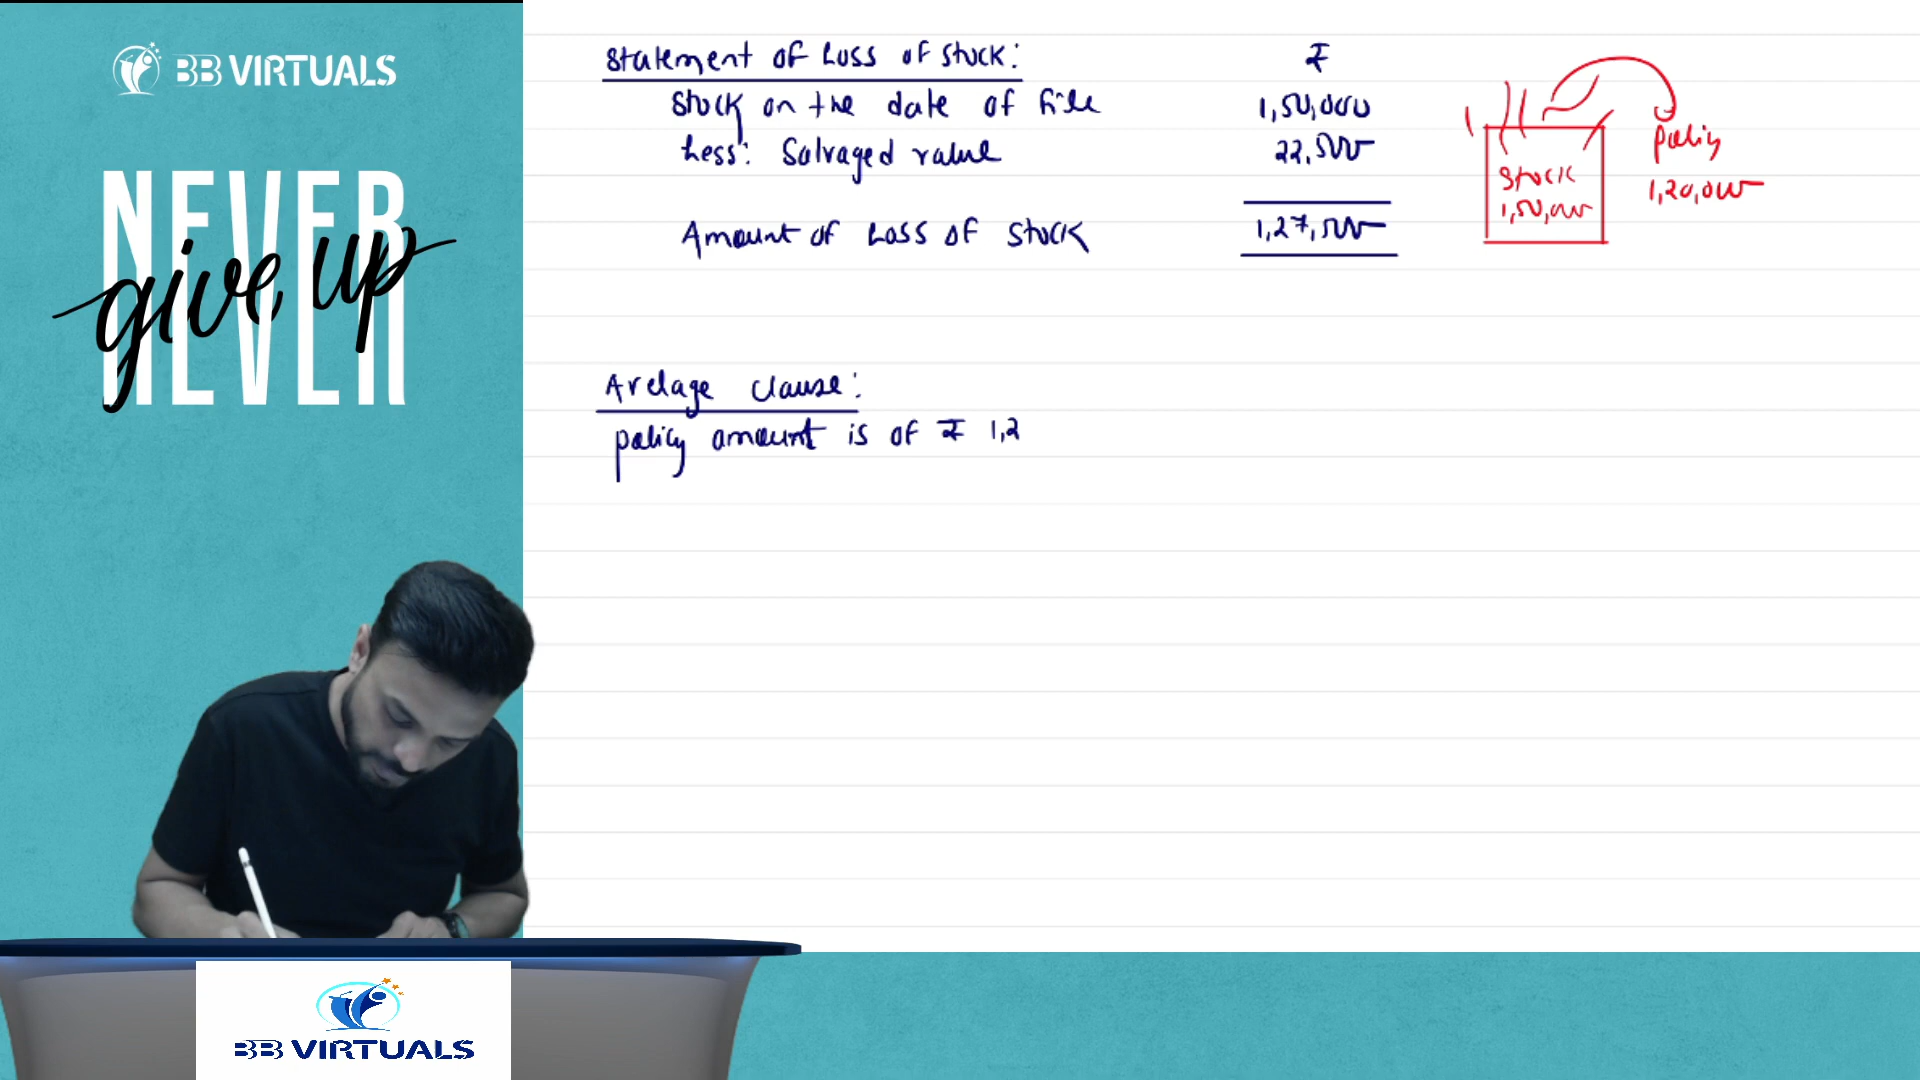 BB VIRTUALS
NEVER
give up
NEVER
Statement of Loss of Stock: ₹
Stock on the date of Fire 1,50,000
Less: Salvaged value 22,500
Amount of Loss of Stock 1,27,500
Stock
1,50,000
Policy
1,20,000
Average Clause:
policy amount is of ₹ 1,2
BB VIRTUALS